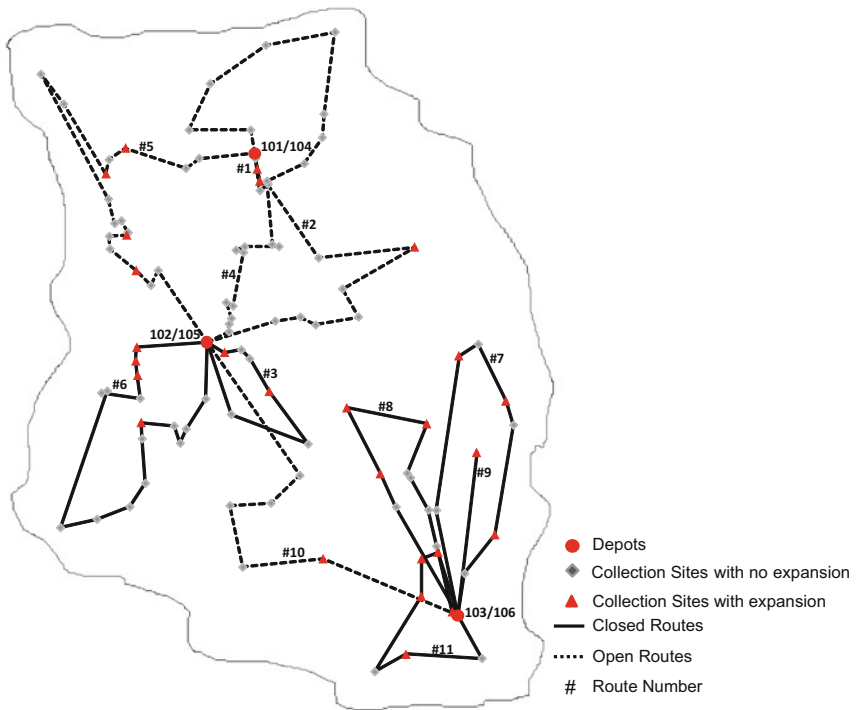 #5
101/104
#1
#2
#4
102/105
#3
#6
#7
#8
#9
#10
103/106
#11
Depots
Collection Sites with no expansion
Collection Sites with expansion
Closed Routes
Open Routes
# Route Number